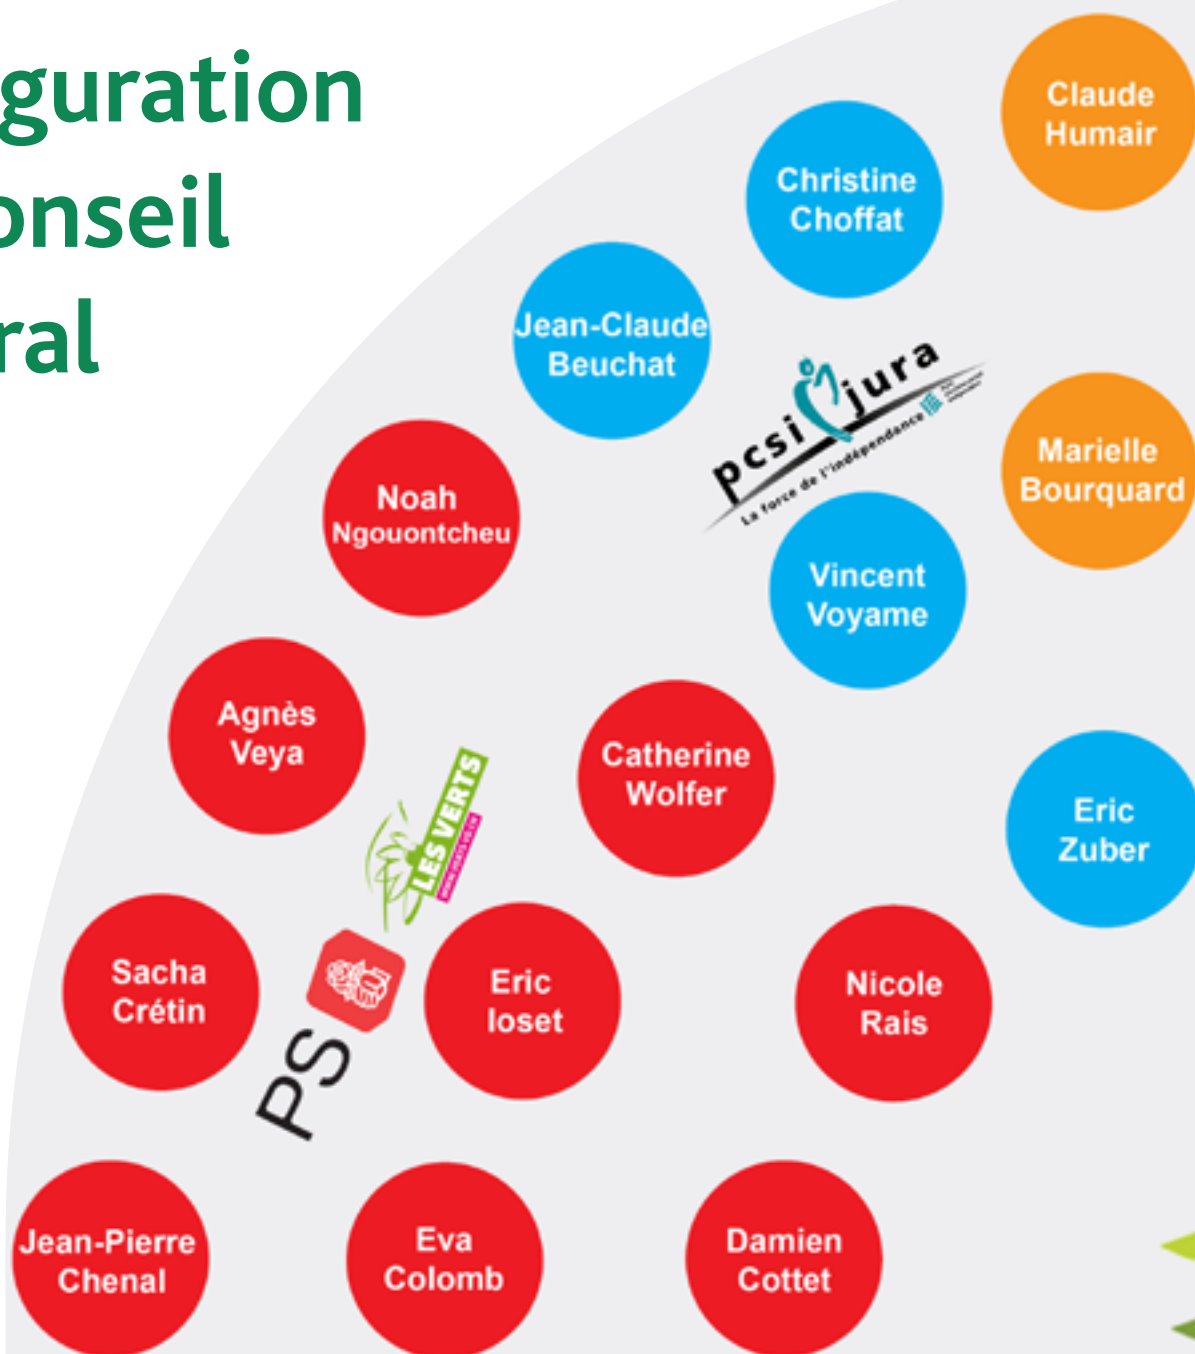 guration
onseil
ral
Claude
Humair
Christine
Choffat
Jean-Claude
Beuchat
pcsi jura
La force de l'indépendance
Marielle
Bourquard
Noah
Ngouontcheu
Vincent
Voyame
Agnès
Veya
Catherine
Wolfer
LES VERTS
Eric
Zuber
Sacha
Crétin
PS
Eric
Ioset
Nicole
Rais
Jean-Pierre
Chenal
Eva
Colomb
Damien
Cottet